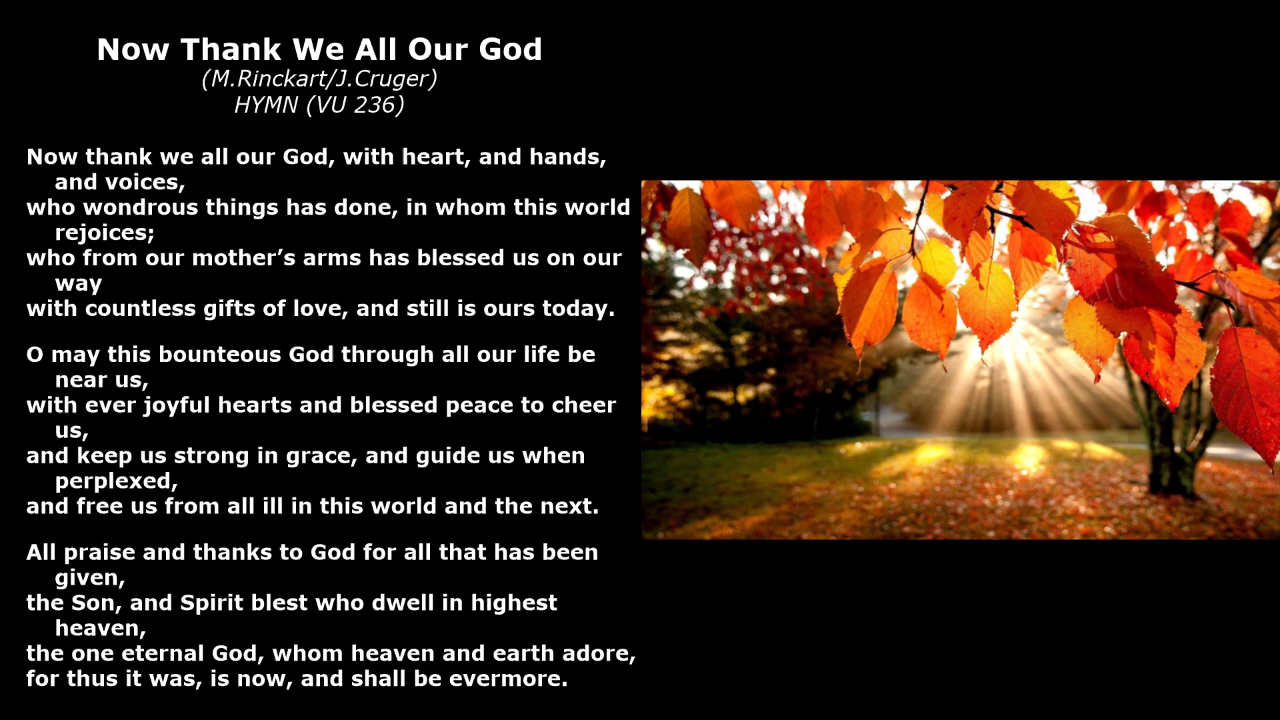 Now Thank We All Our God
(M.Rinckart/J.Cruger)
HYMN (VU 236)
Now thank we all our God, with heart, and hands,
and voices,
who wondrous things has done, in whom this world
rejoices;
who from our mother’s arms has blessed us on our
way
with countless gifts of love, and still is ours today.
O may this bounteous God through all our life be
near us,
with ever joyful hearts and blessed peace to cheer
us,
and keep us strong in grace, and guide us when
perplexed,
and free us from all ill in this world and the next.
All praise and thanks to God for all that has been
given,
the Son, and Spirit blest who dwell in highest
heaven,
the one eternal God, whom heaven and earth adore,
for thus it was, is now, and shall be evermore.